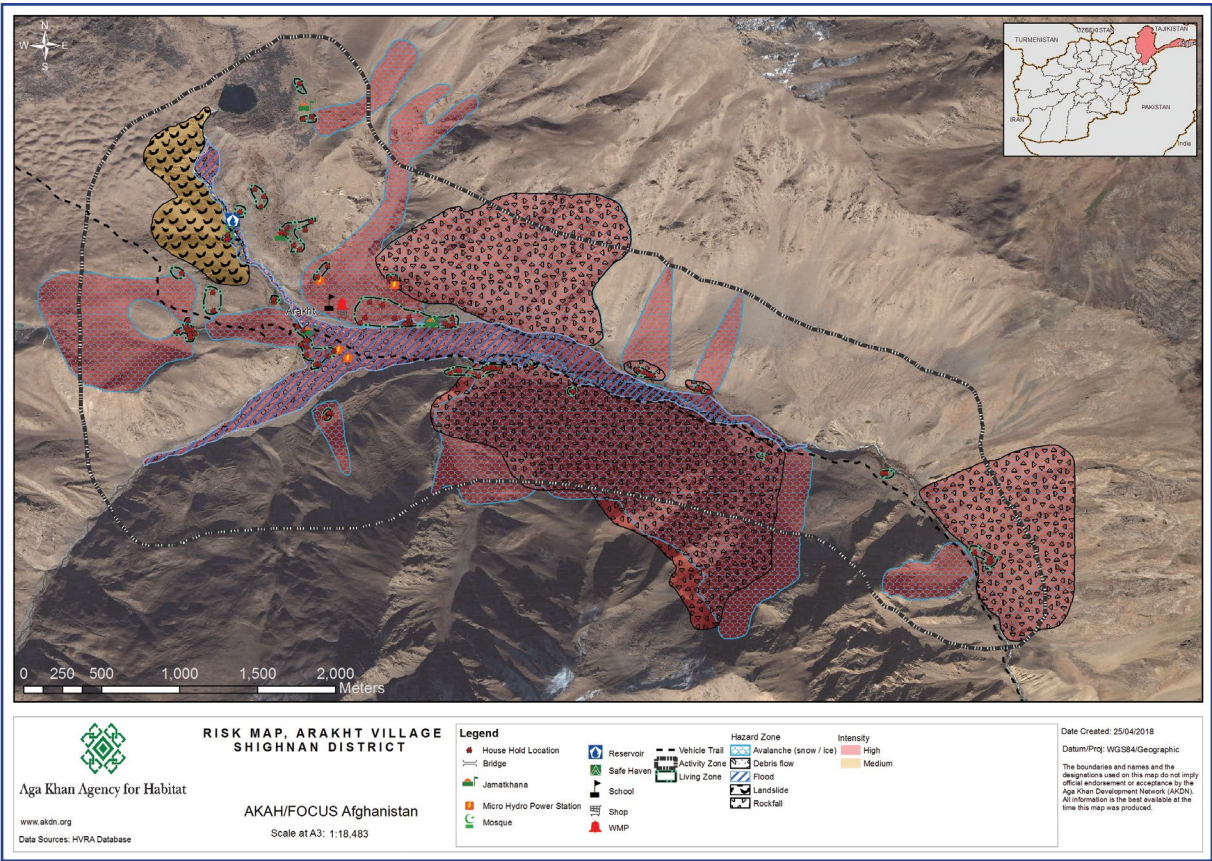 N
W
E
S
UZBEKISTAN
TAJIKISTAN
TURMENISTAN
IRAN
PAKISTAN
India
Arakht
0 250 500 1,000 1,500 2,000
Meters
Aga Khan Agency for Habitat
www.akdn.org
Data Sources: HVRA Database
RISK MAP, ARAKHT VILLAGE
SHIGHNAN DISTRICT
AKAH/FOCUS Afghanistan
Scale at A3: 1:18,483
Legend
House Hold Location
Bridge
Jamatkhana
Micro Hydro Power Station
Mosque
Reservoir
Safe Haven
School
Shop
WMP
Vehicle Trail
Activity Zone
Living Zone
Hazard Zone
Avalanche (snow / ice)
Debris flow
Flood
Landslide
Rockfall
Intensity
High
Medium
Date Created: 25/04/2018
Datum/Proj: WGS84/Geographic
The boundaries and names and the
designations used on this map do not imply
official endorsement or acceptance by the
Aga Khan Development Network (AKDN).
All information is the best available at the
time this map was produced.